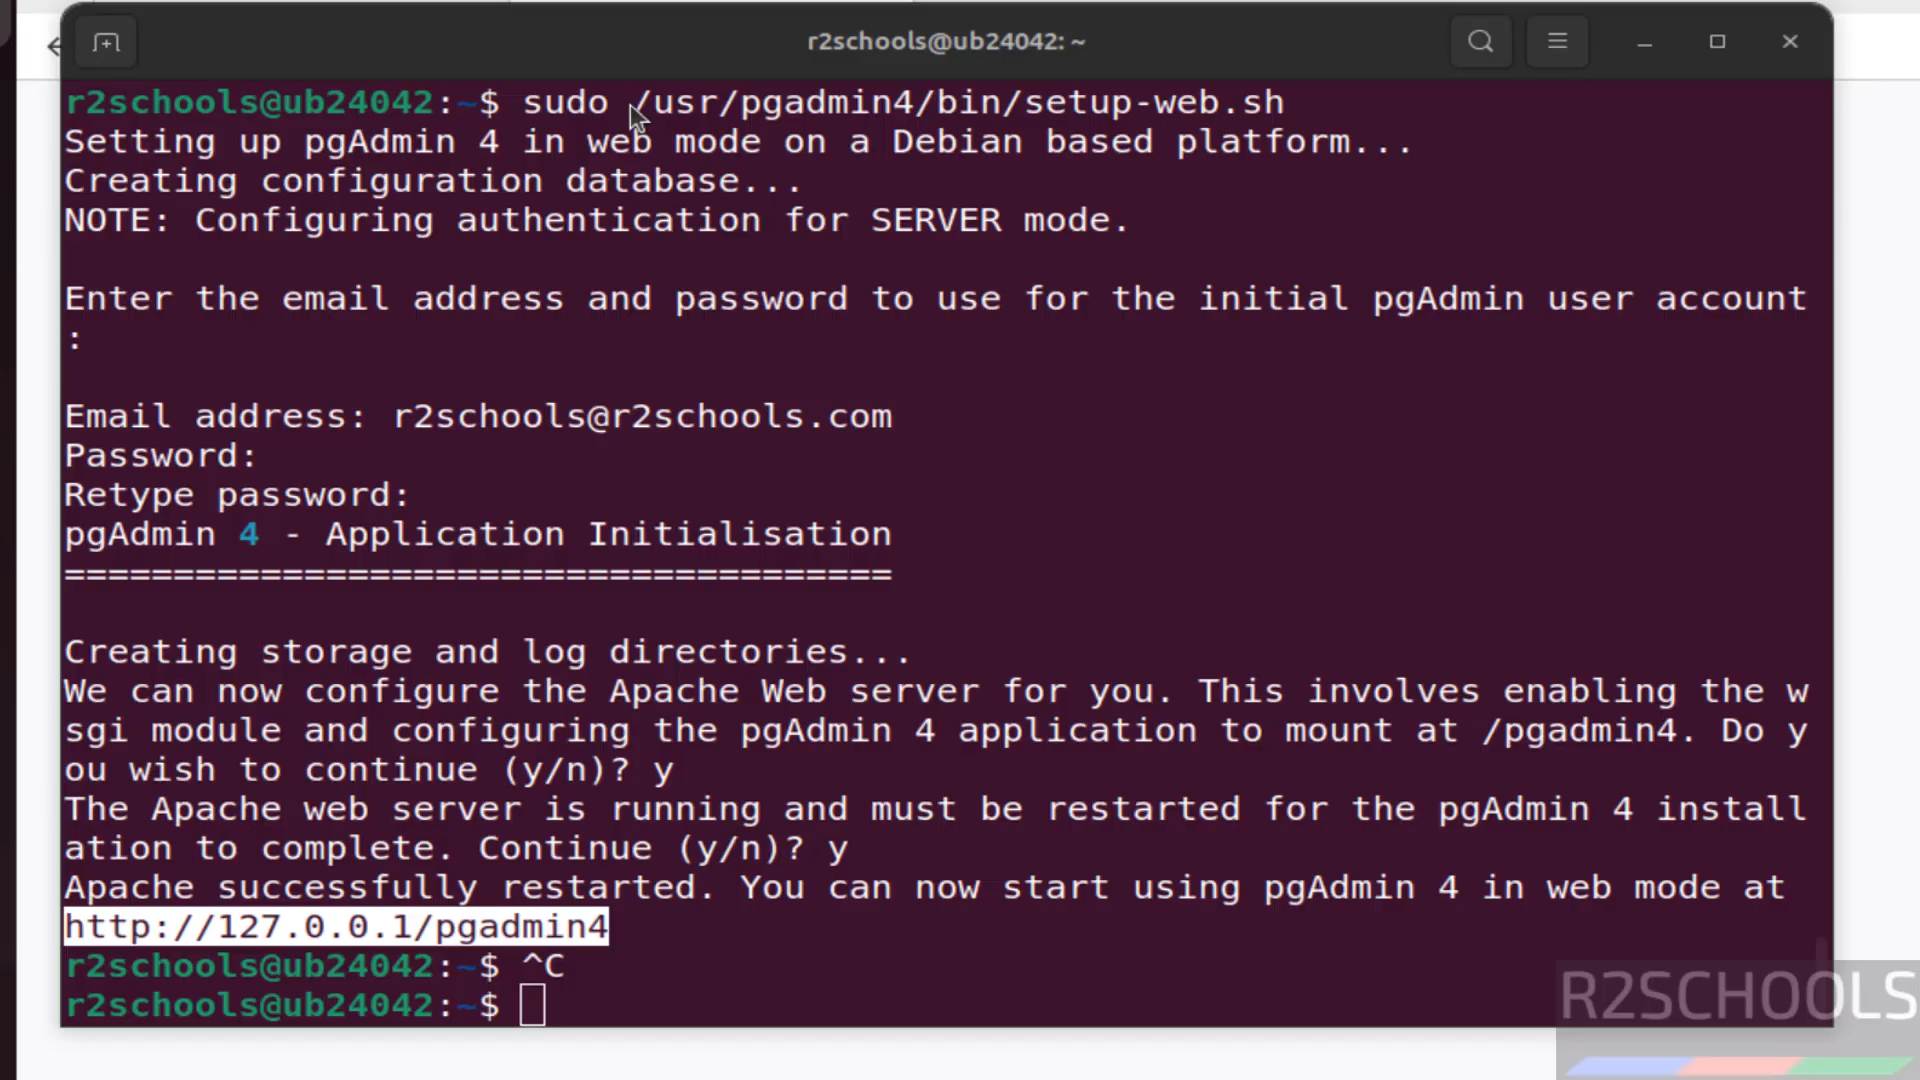 r2schools@ub24042: ~
r2schools@ub24042:~$ sudo /usr/pgadmin4/bin/setup-web.sh
Setting up pgAdmin 4 in web mode on a Debian based platform...
Creating configuration database...
NOTE: Configuring authentication for SERVER mode.
Enter the email address and password to use for the initial pgAdmin user account
:
Email address: r2schools@r2schools.com
Password:
Retype password:
pgAdmin 4 - Application Initialisation
======================================
Creating storage and log directories...
We can now configure the Apache Web server for you. This involves enabling the w
sgi module and configuring the pgAdmin 4 application to mount at /pgadmin4. Do y
ou wish to continue (y/n)? y
The Apache web server is running and must be restarted for the pgAdmin 4 install
ation to complete. Continue (y/n)? y
Apache successfully restarted. You can now start using pgAdmin 4 in web mode at
http://127.0.0.1/pgadmin4
r2schools@ub24042:~$ ^C
r2schools@ub24042:~$
R2SCHOOLS